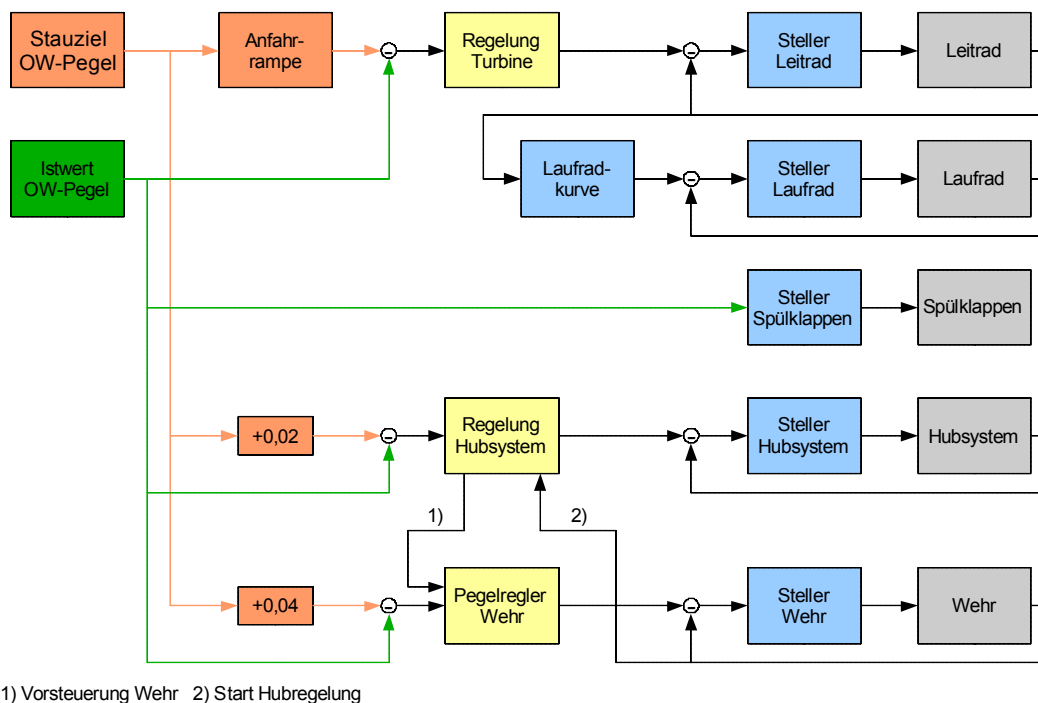 Stauziel
OW-Pegel
Anfahr-
rampe
-
Regelung
Turbine
-
Steller
Leitrad
Leitrad
Istwert
OW-Pegel
Laufrad-
kurve
-
Steller
Laufrad
Laufrad
Steller
Spülklappen
Spülklappen
+0,02
-
Regelung
Hubsystem
-
Steller
Hubsystem
Hubsystem
1)
2)
+0,04
-
Pegelregler
Wehr
-
Steller
Wehr
Wehr
1) Vorsteuerung Wehr 2) Start Hubregelung